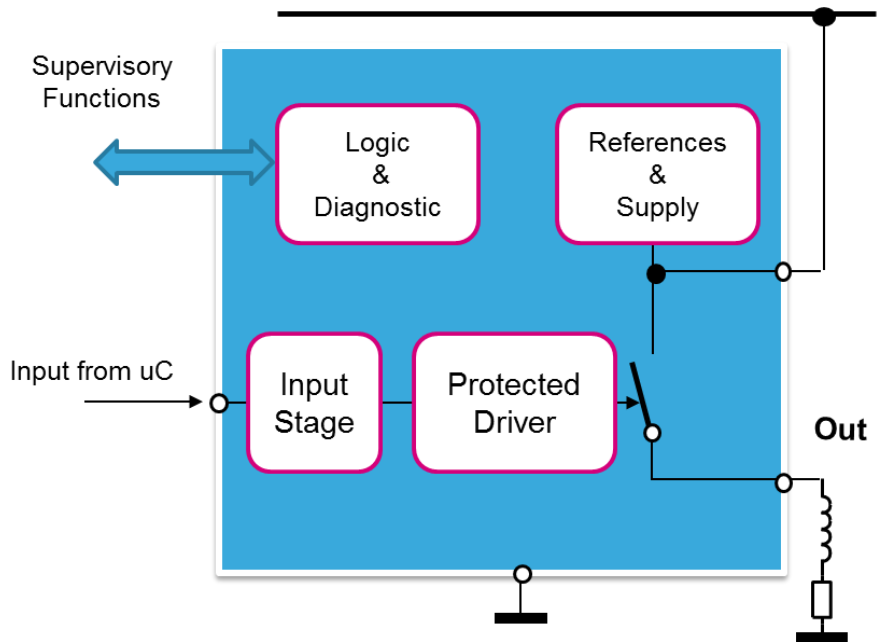 Supervisory
Functions
Logic
&
Diagnostic
References
&
Supply
Input from uC
Input
Stage
Protected
Driver
Out